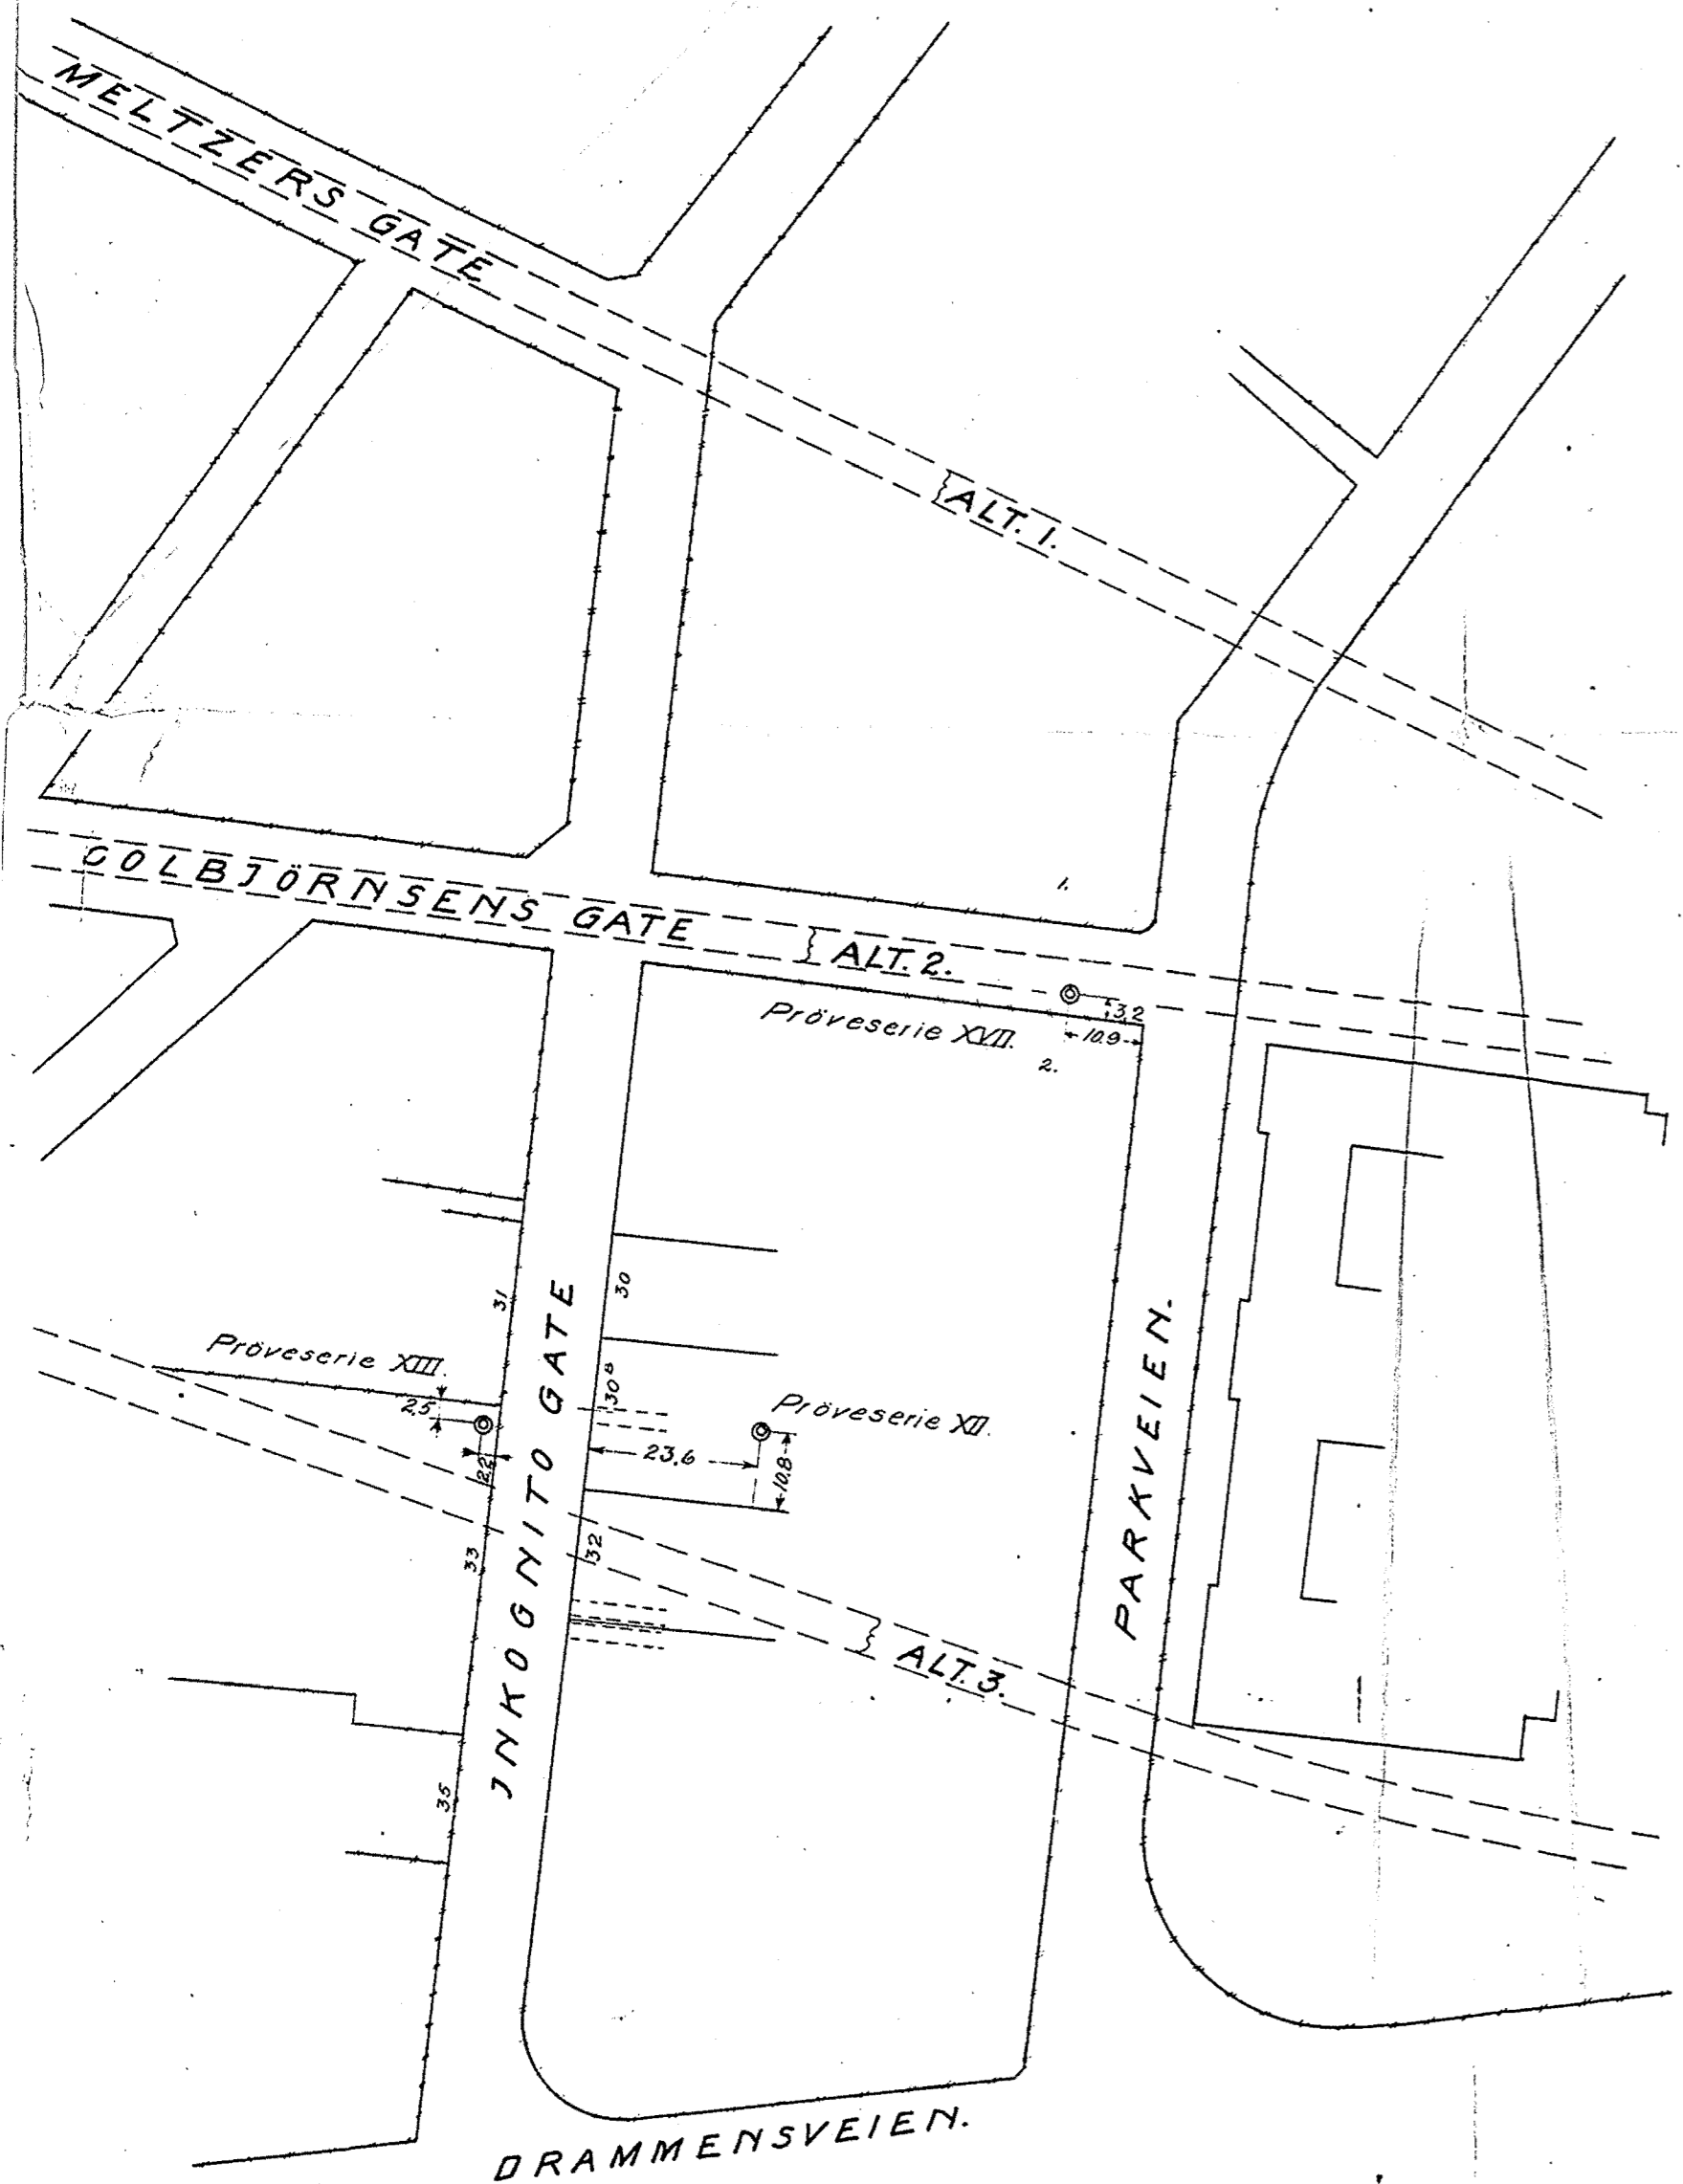 MELTZERS GATE
ALT. 1.
1.
COLBJÖRNSENS GATE
ALT. 2.
3,2
10.9
Pröveserie XVII.
2.
31
30
Pröveserie XIII.
2,5
2,2
30B
Pröveserie XII.
23,6
10.8
33
32
JNKOGNITO GATE
PARKVEIEN.
ALT. 3.
35
DRAMMENSVEIEN.